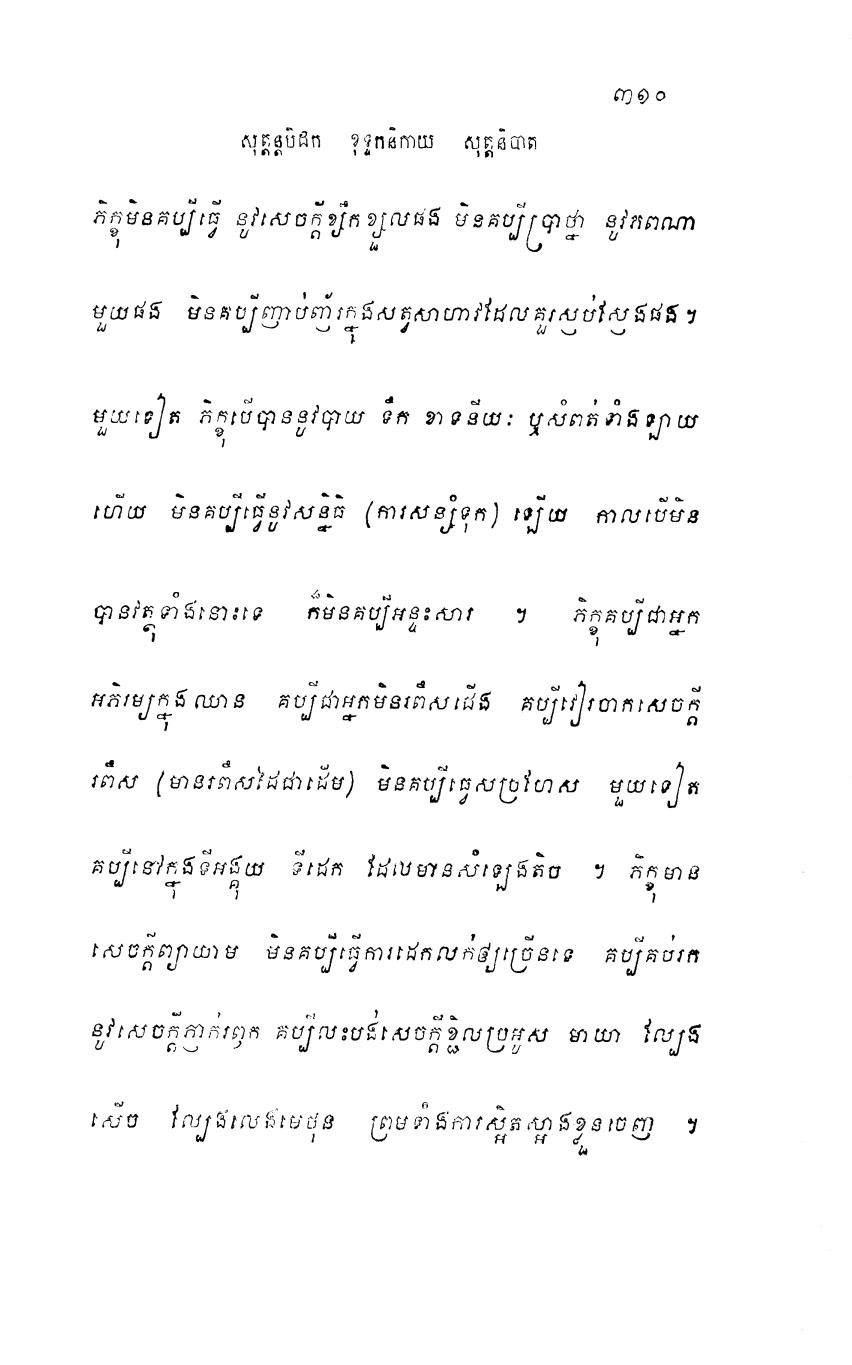 ៣១០
សុត្តន្តបិដក ខុទ្ទកនិកាយ សុត្តនិបាត
ភិក្ខុមិនគប្បីធ្វើ នូវសេចក្តីខ្សឹកខ្សួលផង មិនគប្បីប្រាថ្នា នូវភពណា
មួយផង មិនគប្បីញាប់ញ័រក្នុងសត្វសាហាវដែលគួរស្ញប់ស្ញែងផង។
មួយទៀត ភិក្ខុបើបាននូវបាយ ទឹក ខាទនីយៈ ឬសំពត់ទាំងឡាយ
ហើយ មិនគប្បីធ្វើនូវសន្និធិ (ការសន្សំទុក) ឡើយ កាលបើមិន
បានវត្ថុទាំងនោះទេ ក៏មិនគប្បីអន្ទះសារ ។ ភិក្ខុគប្បីជាអ្នក
អភិរម្យក្នុងឈាន គប្បីជាអ្នកមិនរពឹសជើង គប្បីវៀរចាកសេចក្តី
រពឹស (មានរពឹសដៃជាដើម) មិនគប្បីធ្វេសប្រហែស មួយទៀត
គប្បីនៅក្នុងទីអង្គុយ ទីដេក ដែលមានសំឡេងតិច ។ ភិក្ខុមាន
សេចក្តីព្យាយាម មិនគប្បីធ្វើការដេកលក់ឲ្យច្រើនទេ គប្បីគប់រក
នូវសេចក្តីភ្ញាក់រឭក គប្បីលះបង់សេចក្តីខ្ជិលច្រអូស មាយា ល្បែង
សើច ល្បែងលេងមេថុន ព្រមទាំងការស្អិតស្អាងខ្លួនចេញ ។